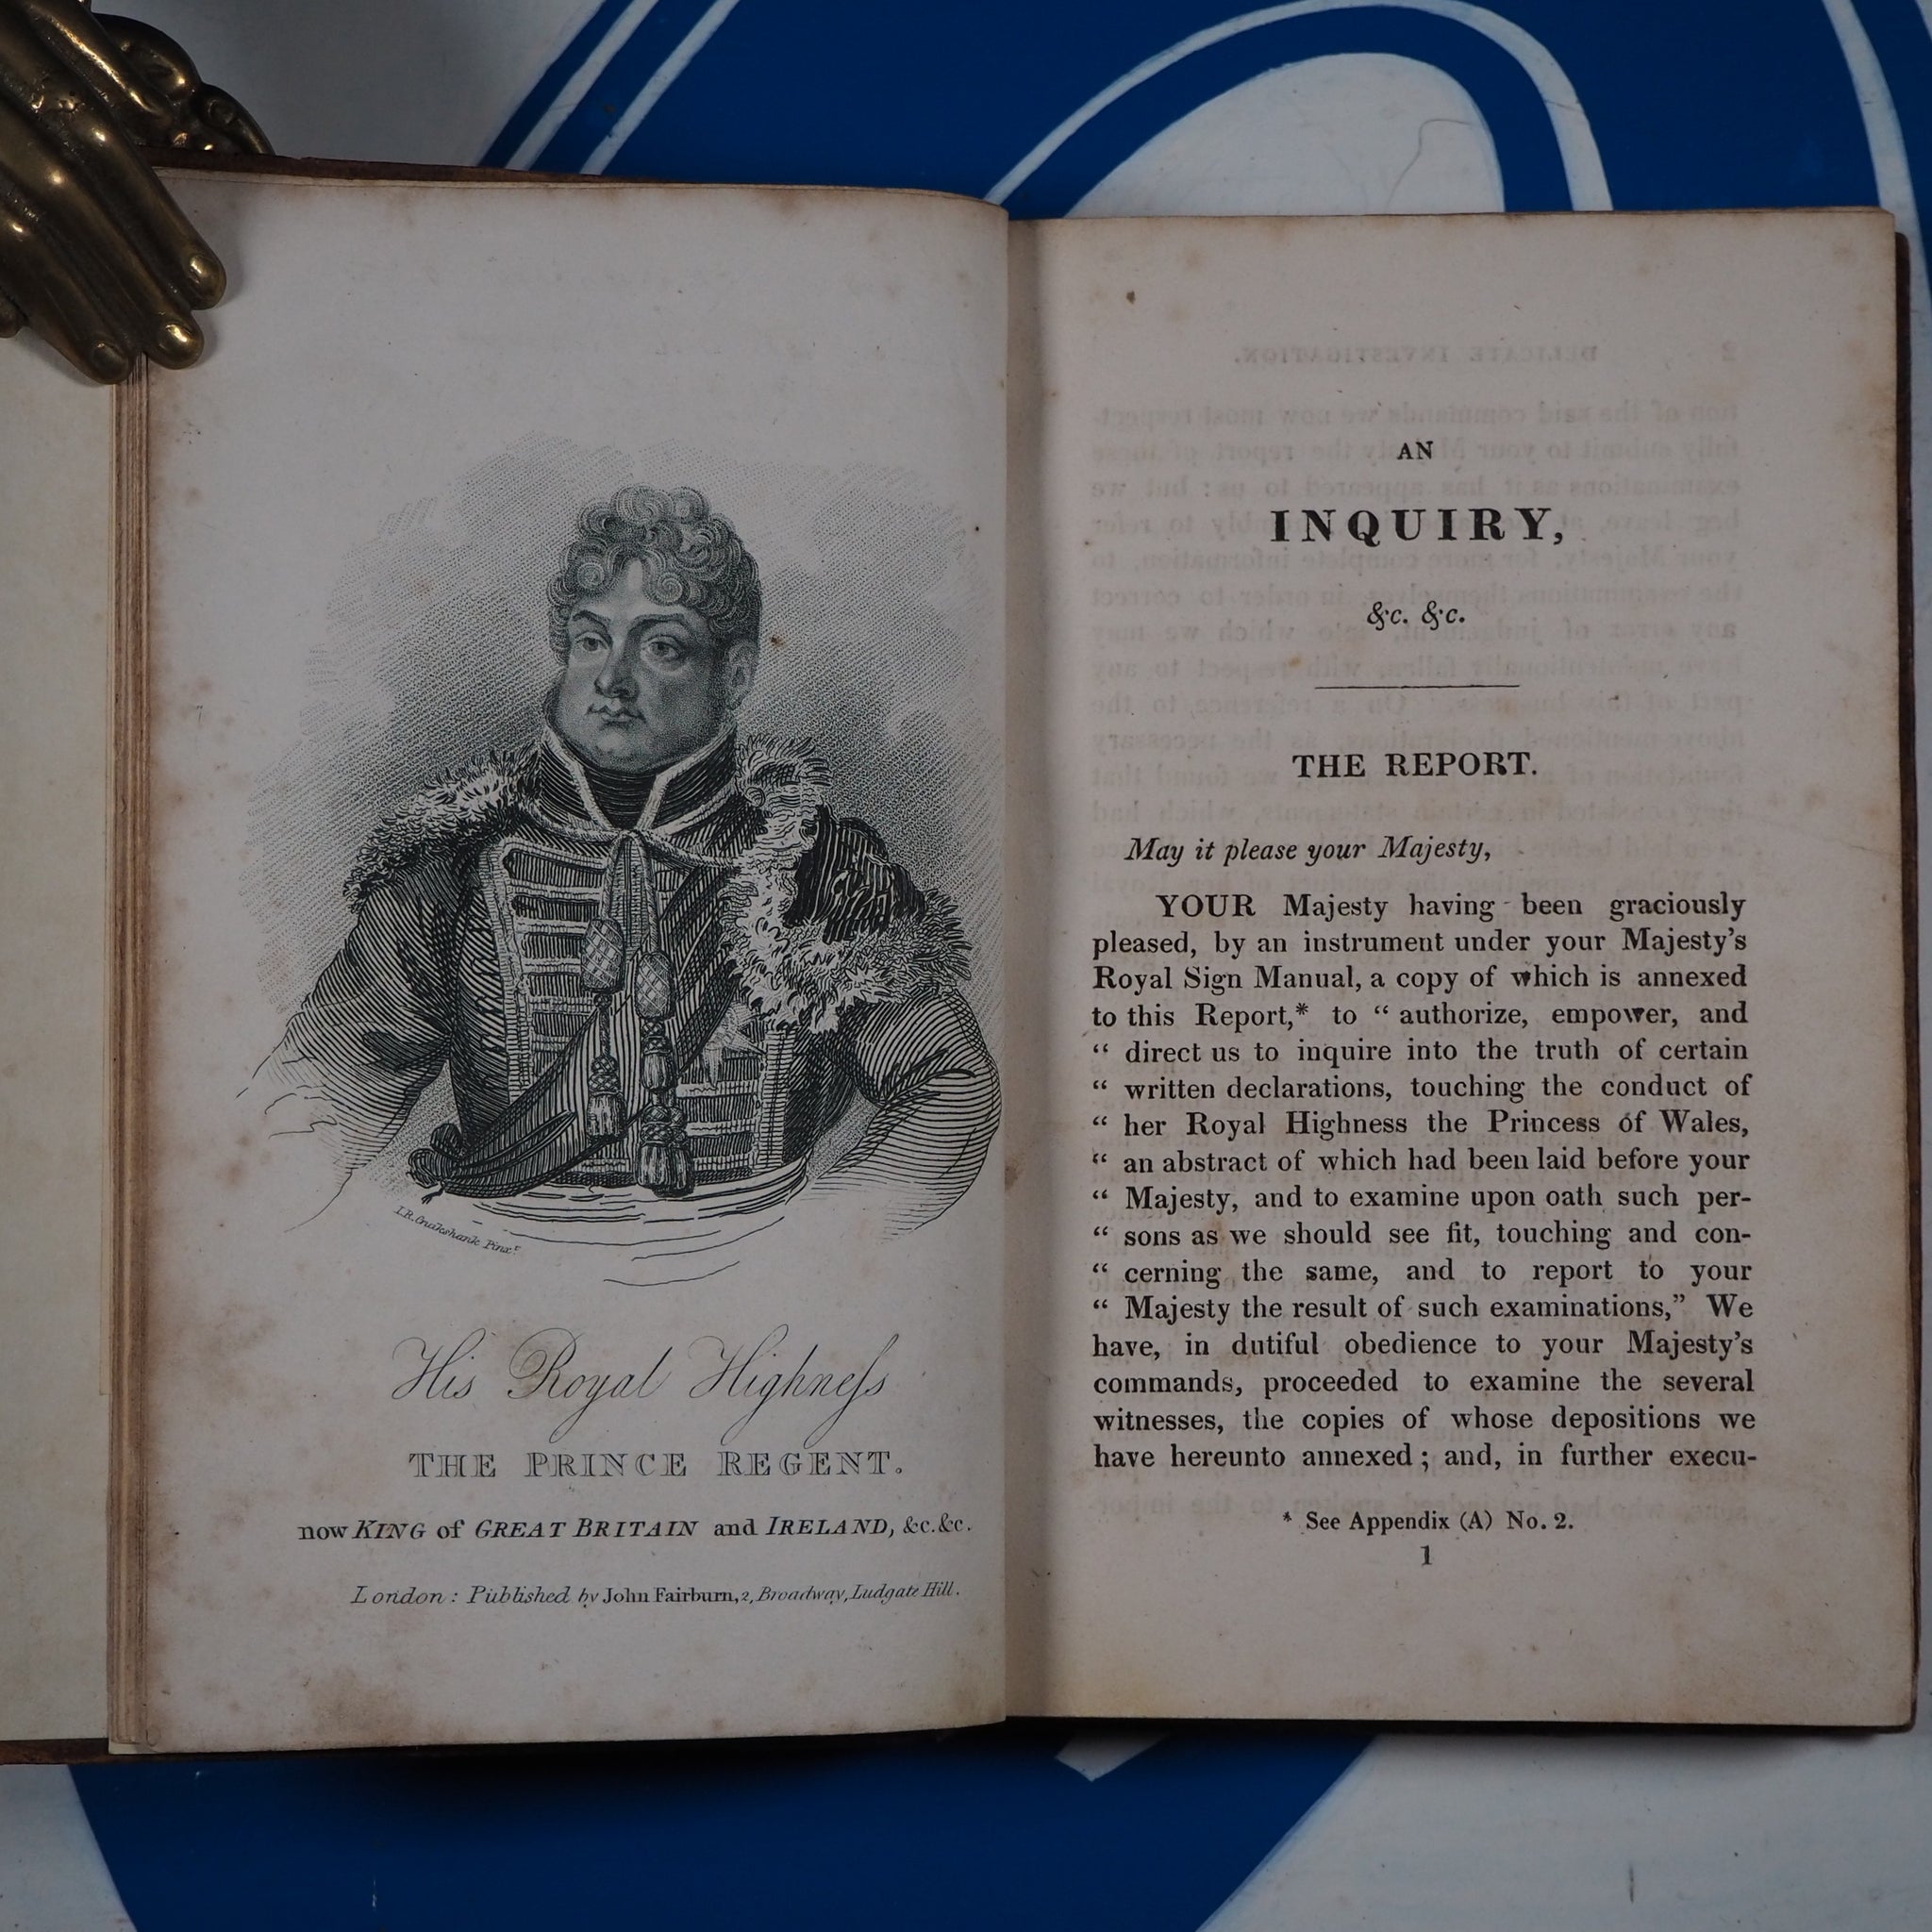 I.R. Cruikshank Pinxt
His Royal Highneſs
THE PRINCE REGENT.
now KING of GREAT BRITAIN and IRELAND, &c.&c.
London: Published by John Fairburn, 2, Broadway, Ludgate Hill.
AN
INQUIRY,
&c. &c.
THE REPORT.
May it please your Majesty,
YOUR Majesty having been graciously
pleased, by an instrument under your Majesty's
Royal Sign Manual, a copy of which is annexed
to this Report,* to “ authorize, empower, and
“ direct us to inquire into the truth of certain
“ written declarations, touching the conduct of
“ her Royal Highness the Princess of Wales,
“ an abstract of which had been laid before your
“ Majesty, and to examine upon oath such per-
“ sons as we should see fit, touching and con-
“ cerning the same, and to report to your
“ Majesty the result of such examinations,” We
have, in dutiful obedience to your Majesty's
commands, proceeded to examine the several
witnesses, the copies of whose depositions we
have hereunto annexed; and, in further execu-
* See Appendix (A) No. 2.
1